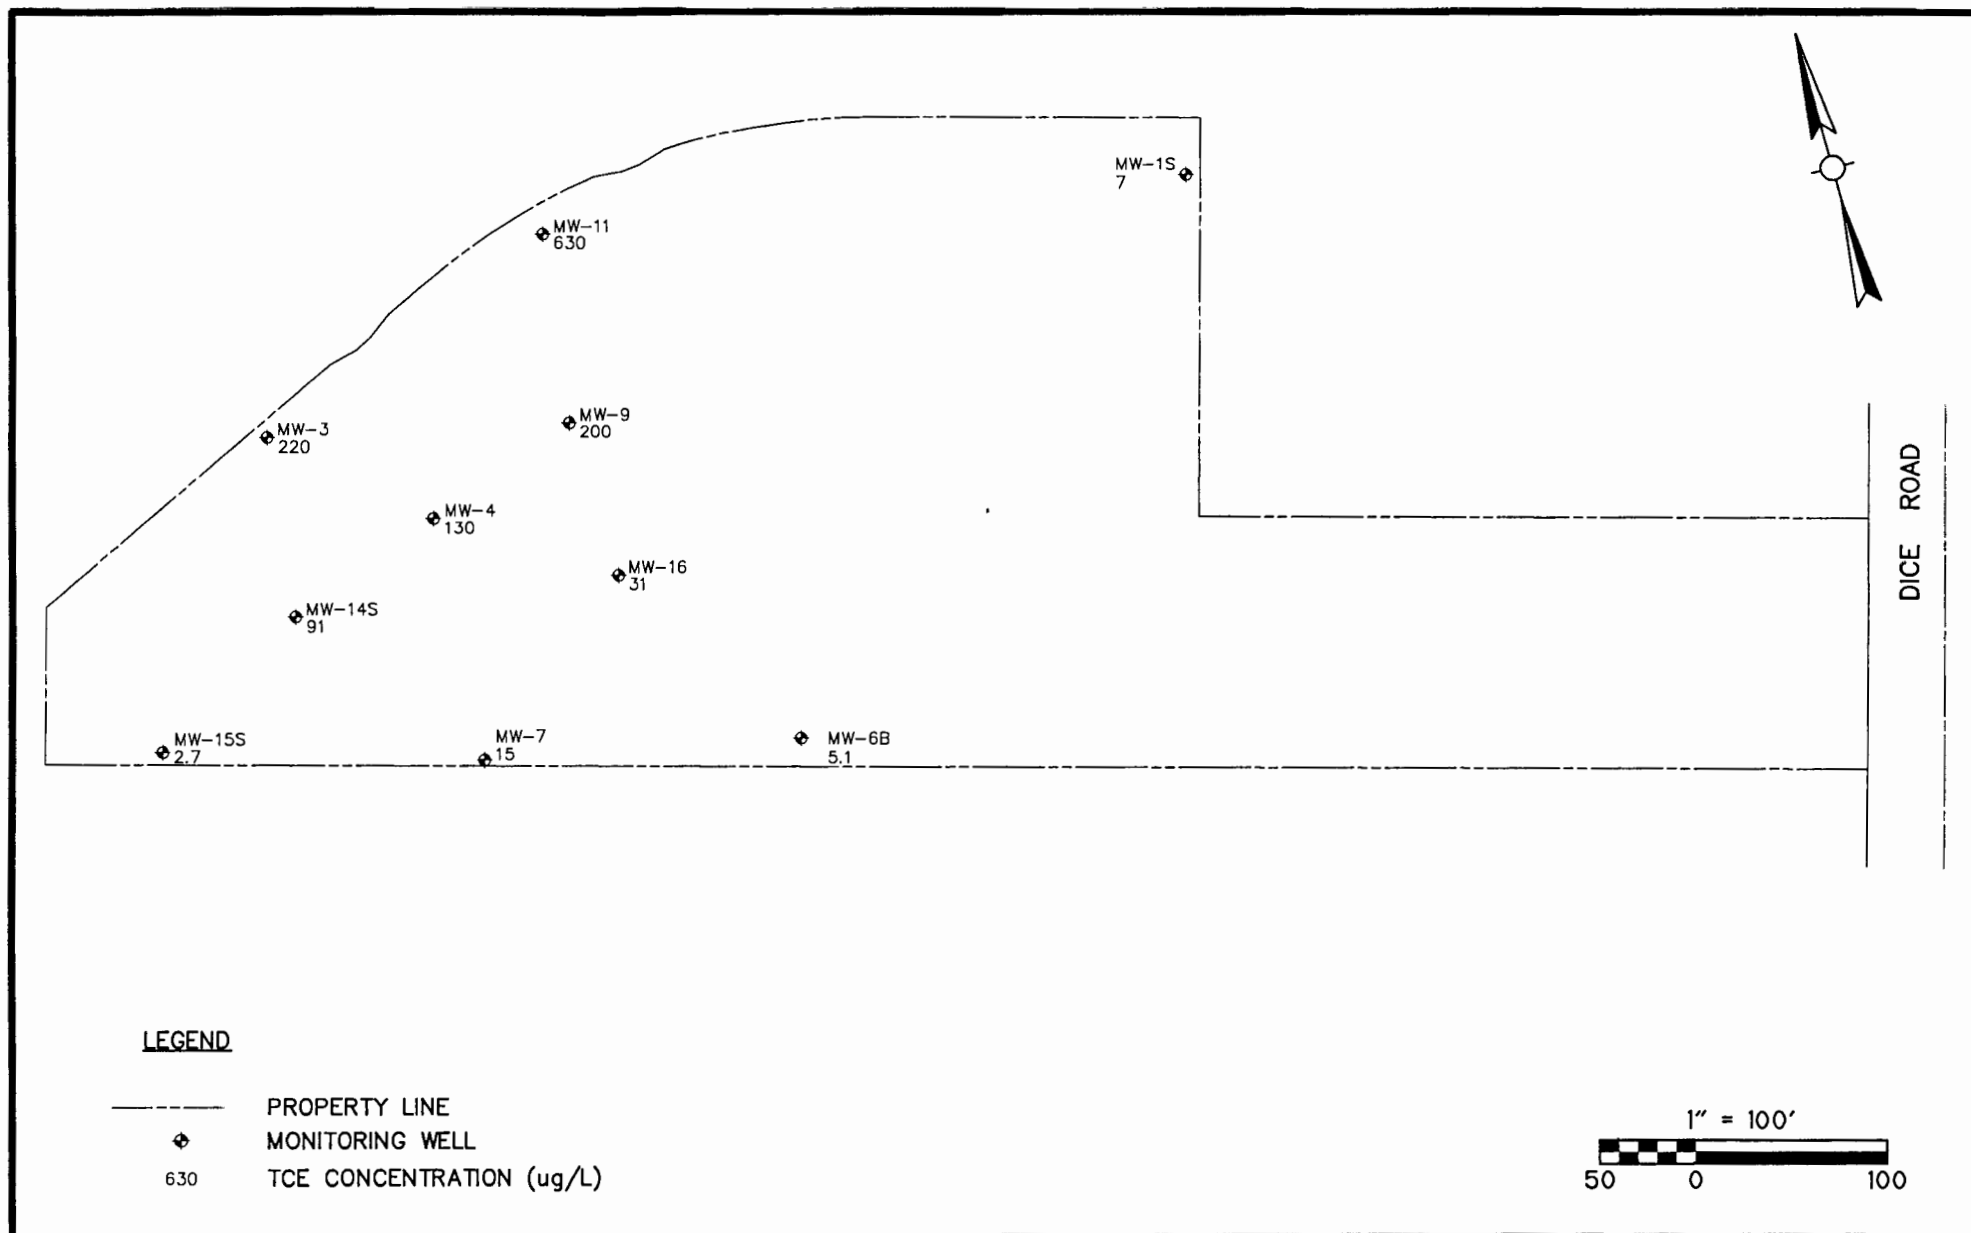 MW-1S
7
MW-11
630
MW-9
200
MW-3
220
MW-4
130
MW-16
31
MW-14S
91
MW-15S
2.7
MW-7
15
MW-6B
5.1
DICE ROAD
LEGEND
PROPERTY LINE
MONITORING WELL
630 TCE CONCENTRATION (ug/L)
1" = 100'
50 0 100